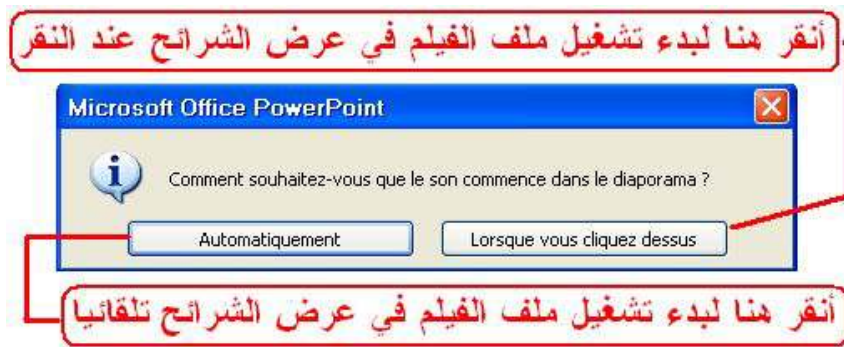 أنقر هنا لبدء تشغيل ملف الفيلم في عرض الشرائح عند النقر
Microsoft Office PowerPoint
Comment souhaitez-vous que le son commence dans le diaporama ?
Automatiquement
Lorsque vous cliquez dessus
أنقر هنا لبدء تشغيل ملف الفيلم في عرض الشرائح تلقائيا